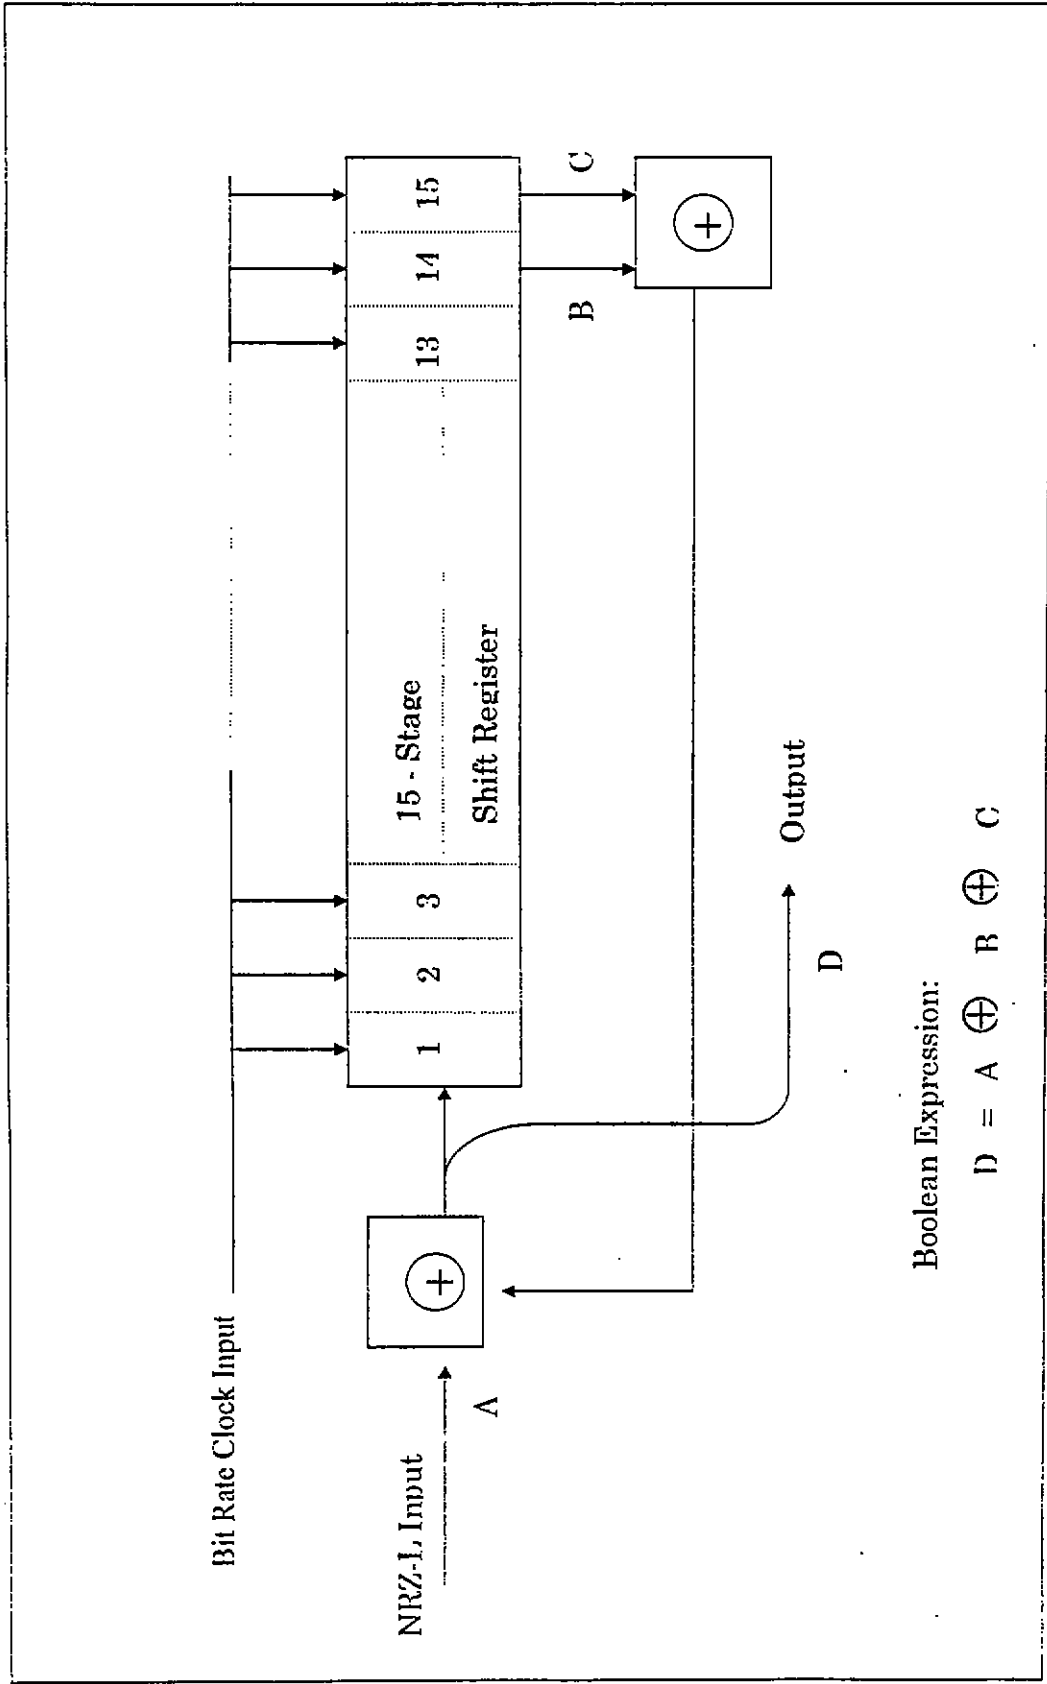 Bit Rate Clock Input
NRZ-L Input
A
1 2 3 13 14 15
15 - Stage
Shift Register
B
C
D
Output
Boolean Expression:
D = A ⊕ B ⊕ C